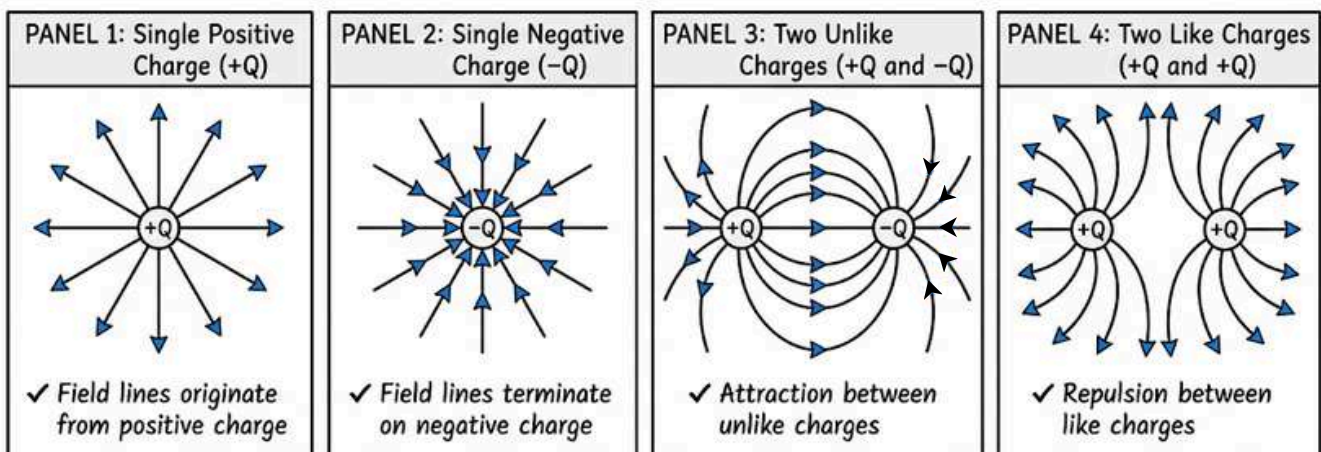 PANEL 1: Single Positive
Charge (+Q)
+Q
✓ Field lines originate
from positive charge
PANEL 2: Single Negative
Charge (−Q)
−Q
✓ Field lines terminate
on negative charge
PANEL 3: Two Unlike
Charges (+Q and −Q)
+Q
−Q
✓ Attraction between
unlike charges
PANEL 4: Two Like Charges
(+Q and +Q)
+Q
+Q
✓ Repulsion between
like charges